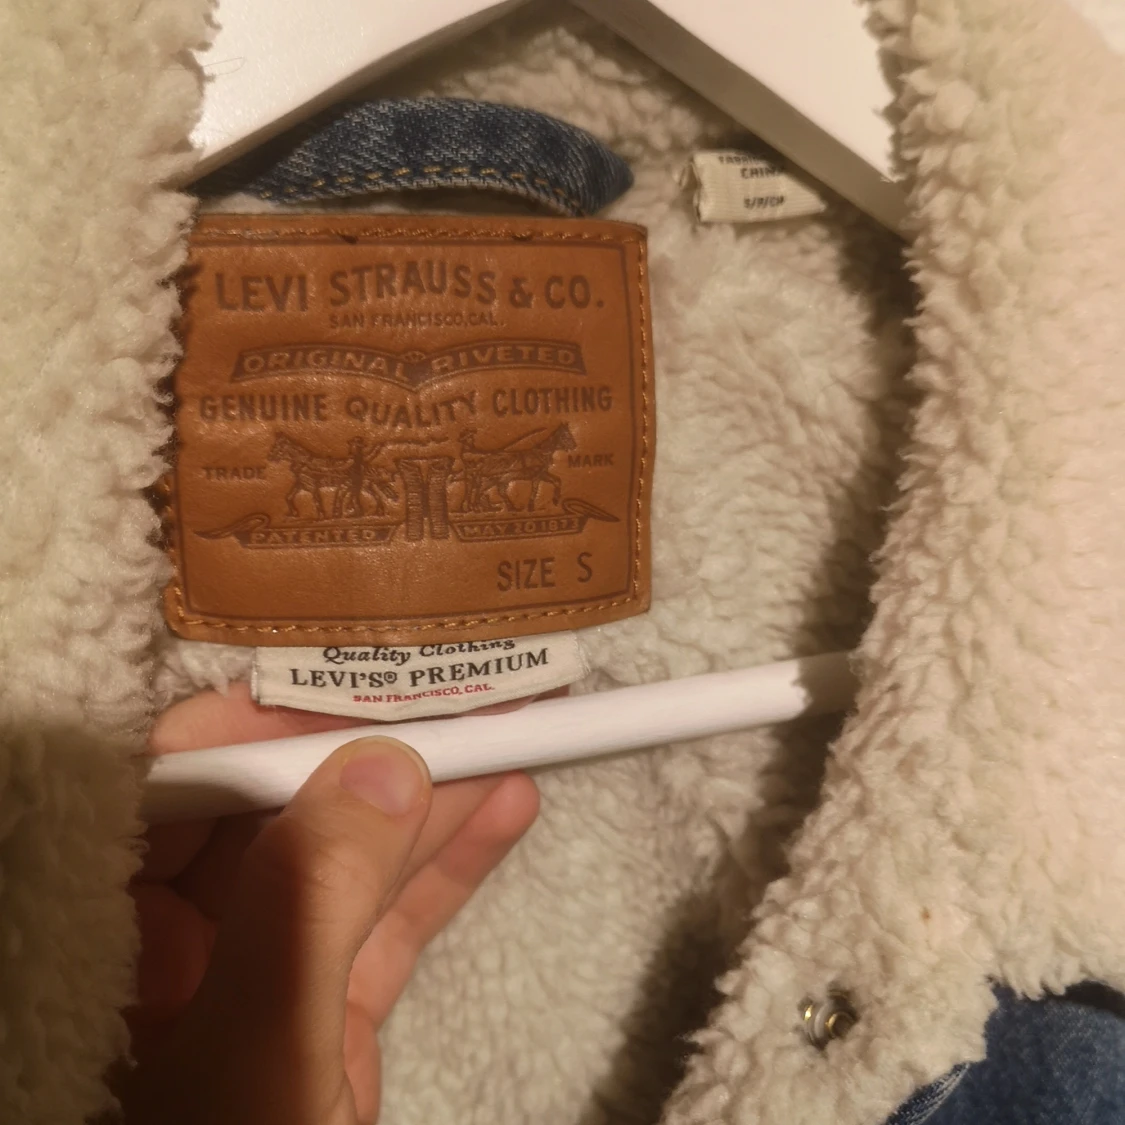 LEVI STRAUSS & CO.
SAN FRANCISCO, CAL.
ORIGINAL RIVETED
GENUINE QUALITY CLOTHING
TRADE MARK
PATENTED MAY 20 1873
SIZE S
Quality Clothing
LEVI'S® PREMIUM
SAN FRANCISCO, CAL.
CHINA
S/P/CH